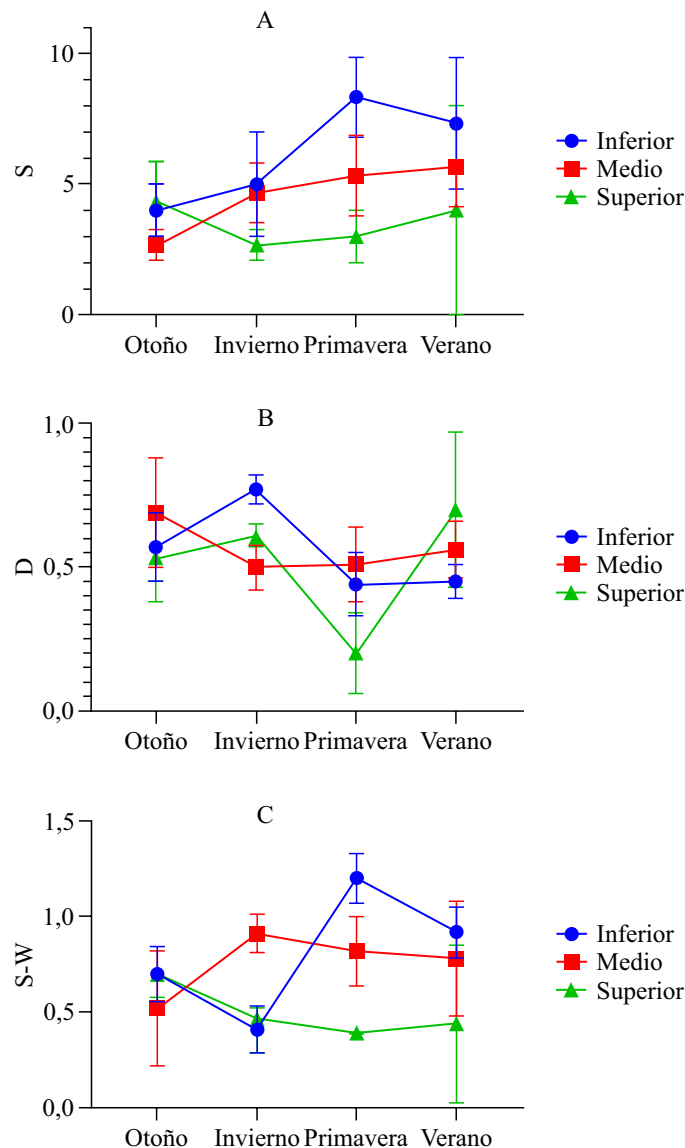 A
10
5
0
S
Otoño Invierno Primavera Verano
Inferior
Medio
Superior
B
1,0
0,5
0,0
D
Otoño Invierno Primavera Verano
Inferior
Medio
Superior
C
1,5
1,0
0,5
0,0
S-W
Otoño Invierno Primavera Verano
Inferior
Medio
Superior